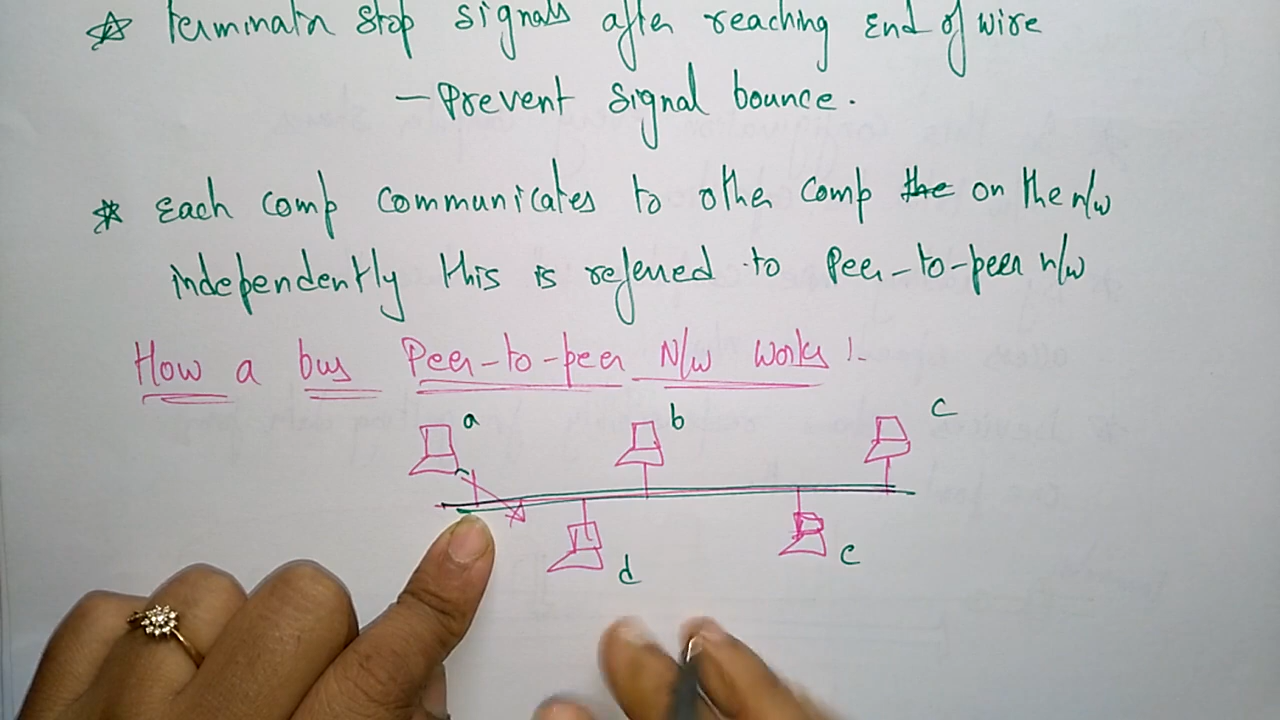 ☆ terminatr stop signals after reaching End of wire
- Prevent signal bounce.
* Each comp communicates to other comp the on the n/w
independently this is referred to Peer-to-peer n/w
How a bus Peer-to-peer N/w works :-
a b c
d c